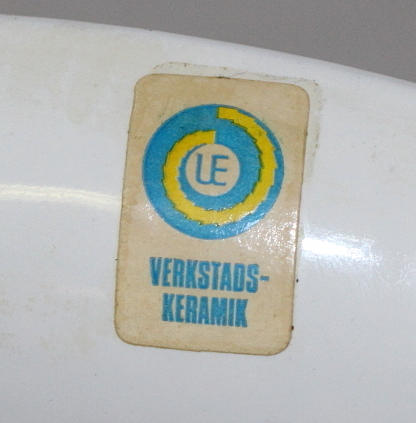 UE
VERKSTADS-
KERAMIK